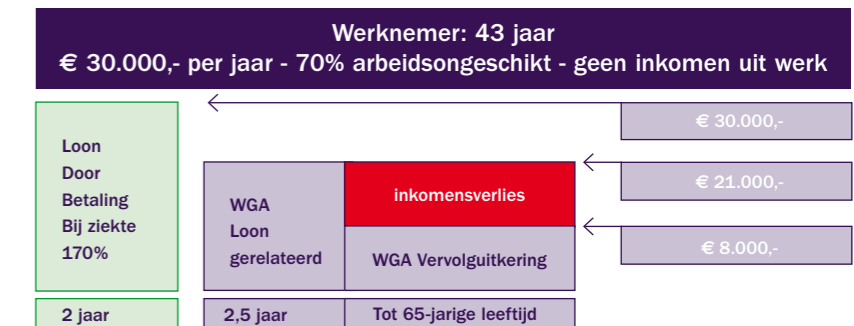 Werknemer: 43 jaar
€ 30.000,- per jaar - 70% arbeidsongeschikt - geen inkomen uit werk
Loon
Door
Betaling
Bij ziekte
170%
2 jaar
WGA
Loon
gerelateerd
2,5 jaar
inkomensverlies
WGA Vervolguitkering
Tot 65-jarige leeftijd
€ 30.000,-
€ 21.000,-
€ 8.000,-